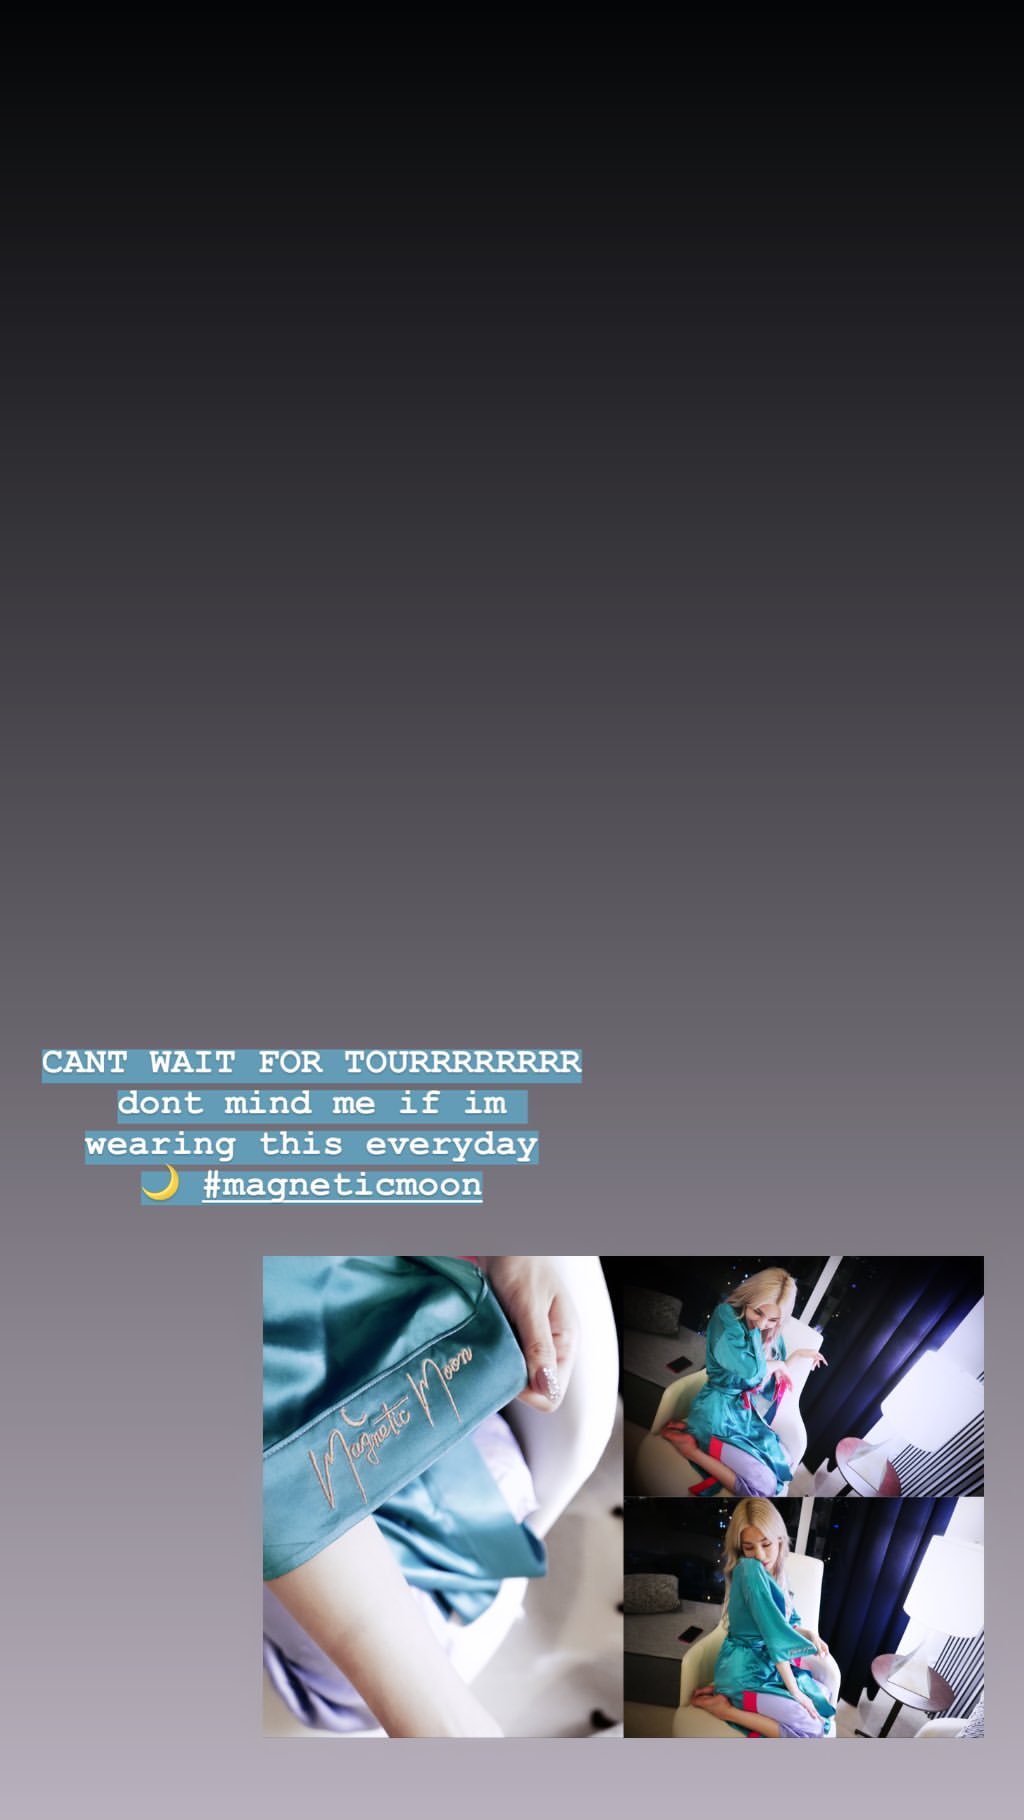 CANT WAIT FOR TOURRRRRRRR
dont mind me if im
wearing this everyday
🌙 #magneticmoon
Magnetic Moon